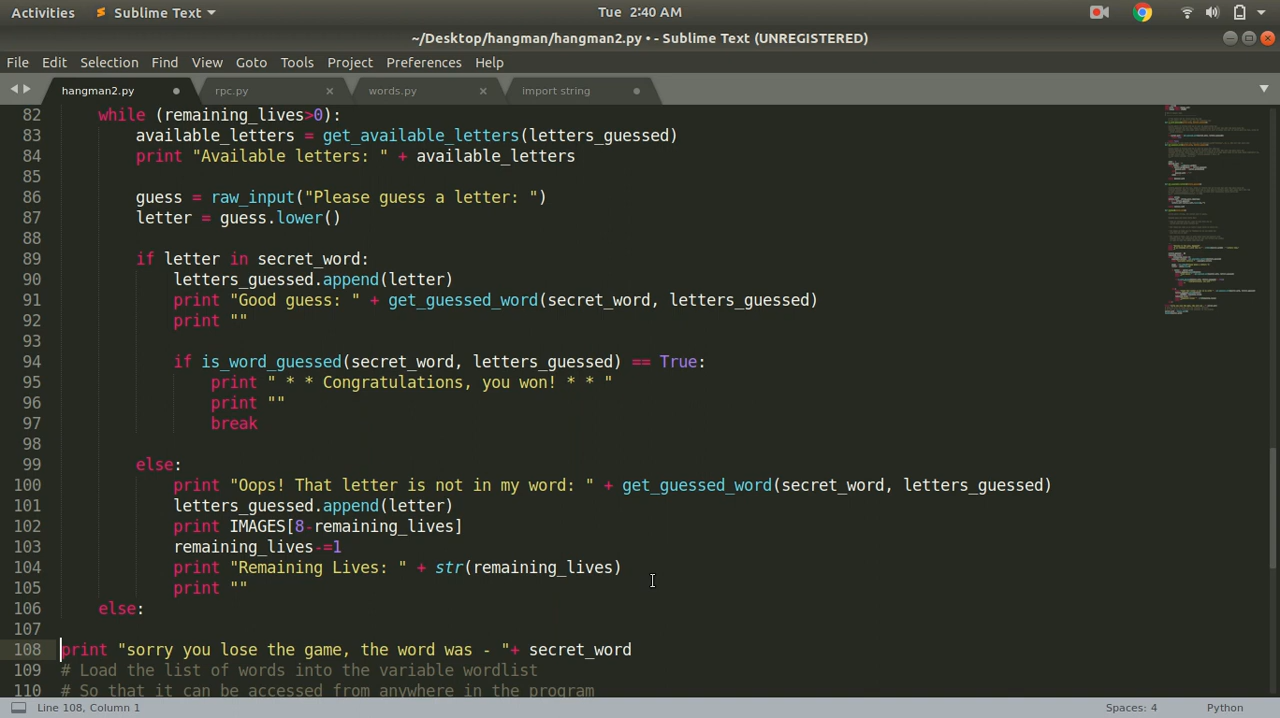 Activities Sublime Text Tue 2:40 AM
~/Desktop/hangman/hangman2.py • - Sublime Text (UNREGISTERED)
File Edit Selection Find View Goto Tools Project Preferences Help
hangman2.py rpc.py words.py import string
82 while (remaining_lives>0):
83 available_letters = get_available_letters(letters_guessed)
84 print "Available letters: " + available_letters
85
86 guess = raw_input("Please guess a letter: ")
87 letter = guess.lower()
88
89 if letter in secret_word:
90 letters_guessed.append(letter)
91 print "Good guess: " + get_guessed_word(secret_word, letters_guessed)
92 print ""
93
94 if is_word_guessed(secret_word, letters_guessed) == True:
95 print " * * Congratulations, you won! * * "
96 print ""
97 break
98
99 else:
100 print "Oops! That letter is not in my word: " + get_guessed_word(secret_word, letters_guessed)
101 letters_guessed.append(letter)
102 print IMAGES[8-remaining_lives]
103 remaining_lives-=1
104 print "Remaining Lives: " + str(remaining_lives)
105 print ""
106 else:
107
108 print "sorry you lose the game, the word was - "+ secret_word
109 # Load the list of words into the variable wordlist
110 # So that it can be accessed from anywhere in the program
Line 108, Column 1 Spaces: 4 Python